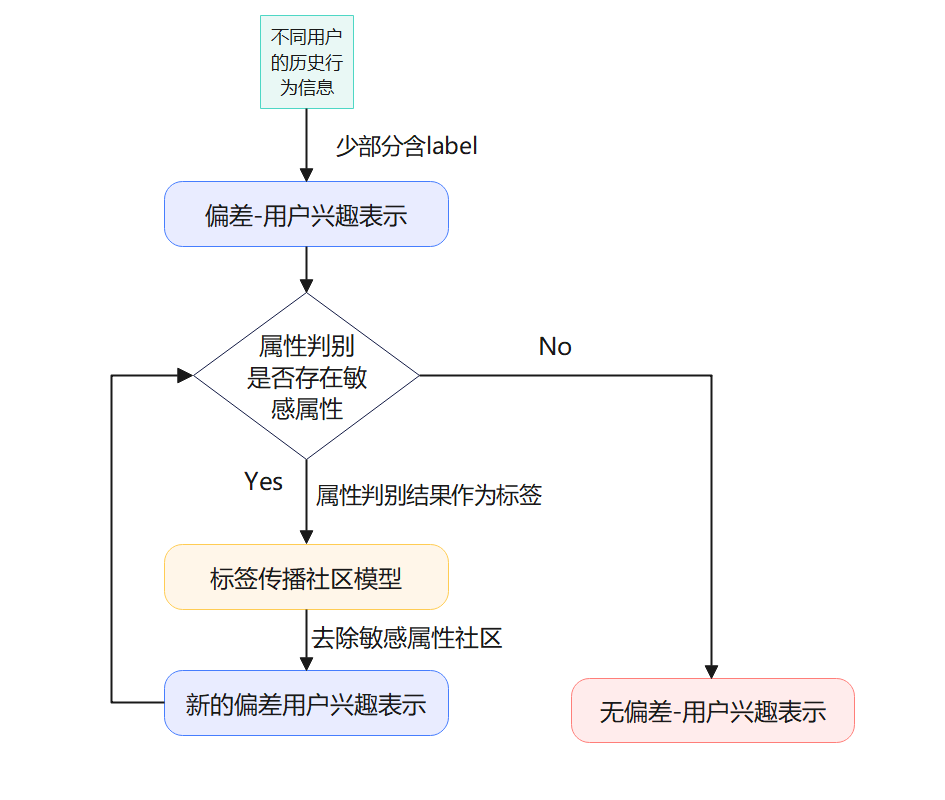 不同用户
的历史行
为信息
少部分含label
偏差-用户兴趣表示
属性判别
是否存在敏
感属性
No
Yes
属性判别结果作为标签
标签传播社区模型
去除敏感属性社区
新的偏差用户兴趣表示
无偏差-用户兴趣表示